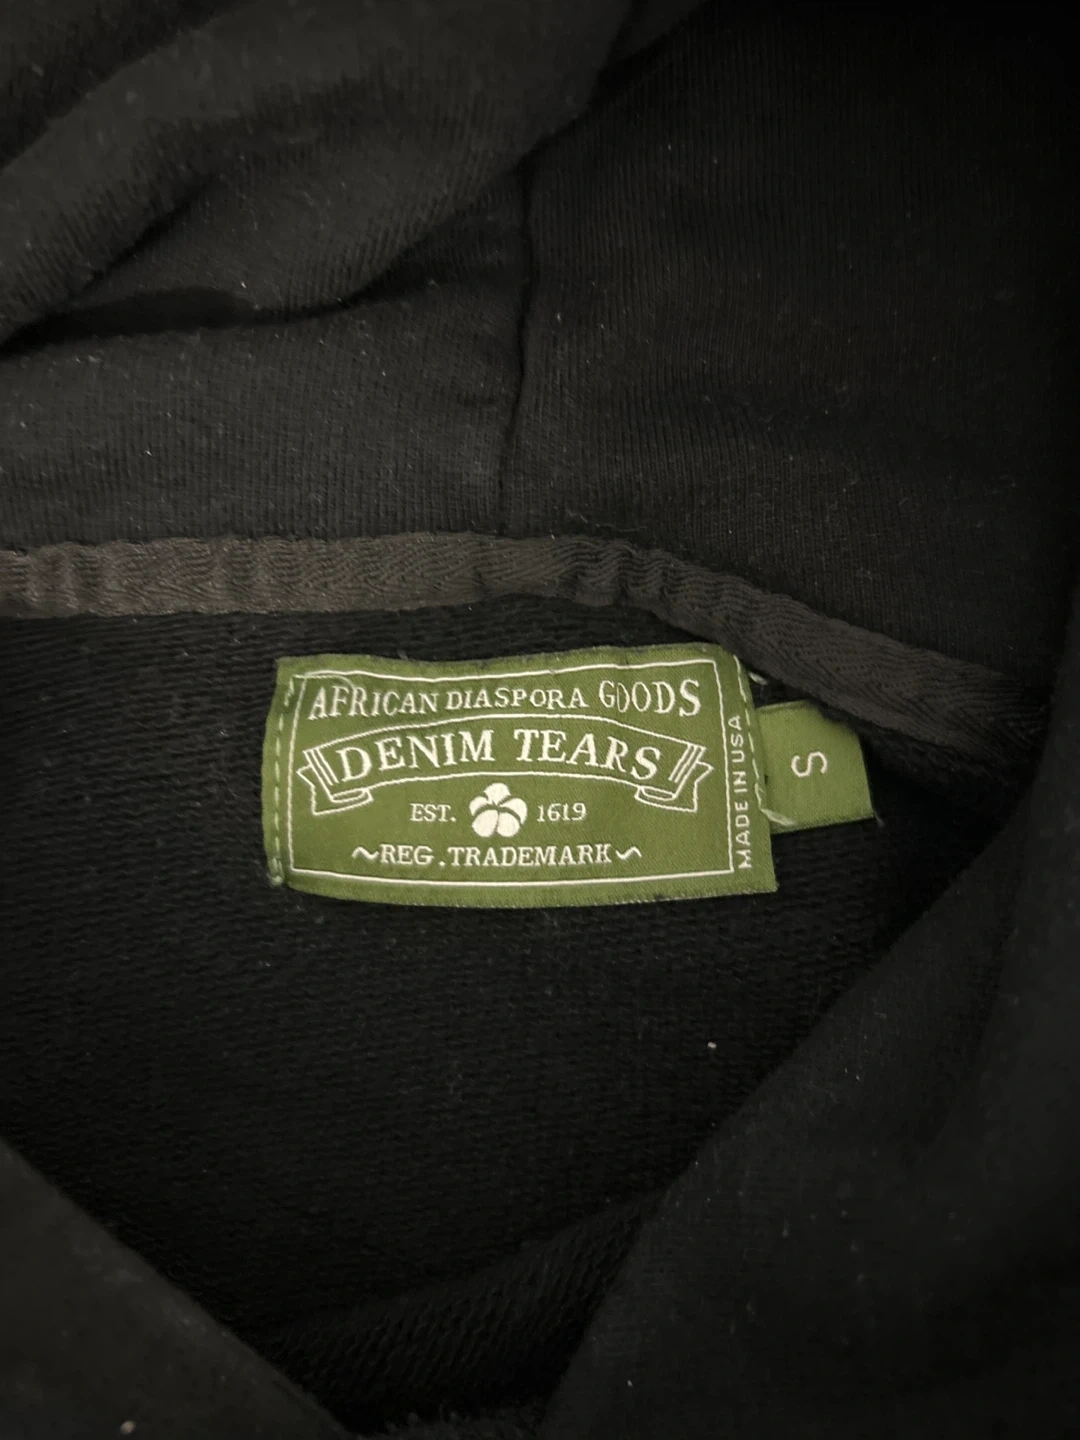 AFRICAN DIASPORA GOODS
DENIM TEARS
EST. 1619
~REG.TRADEMARK~
MADE IN USA
S